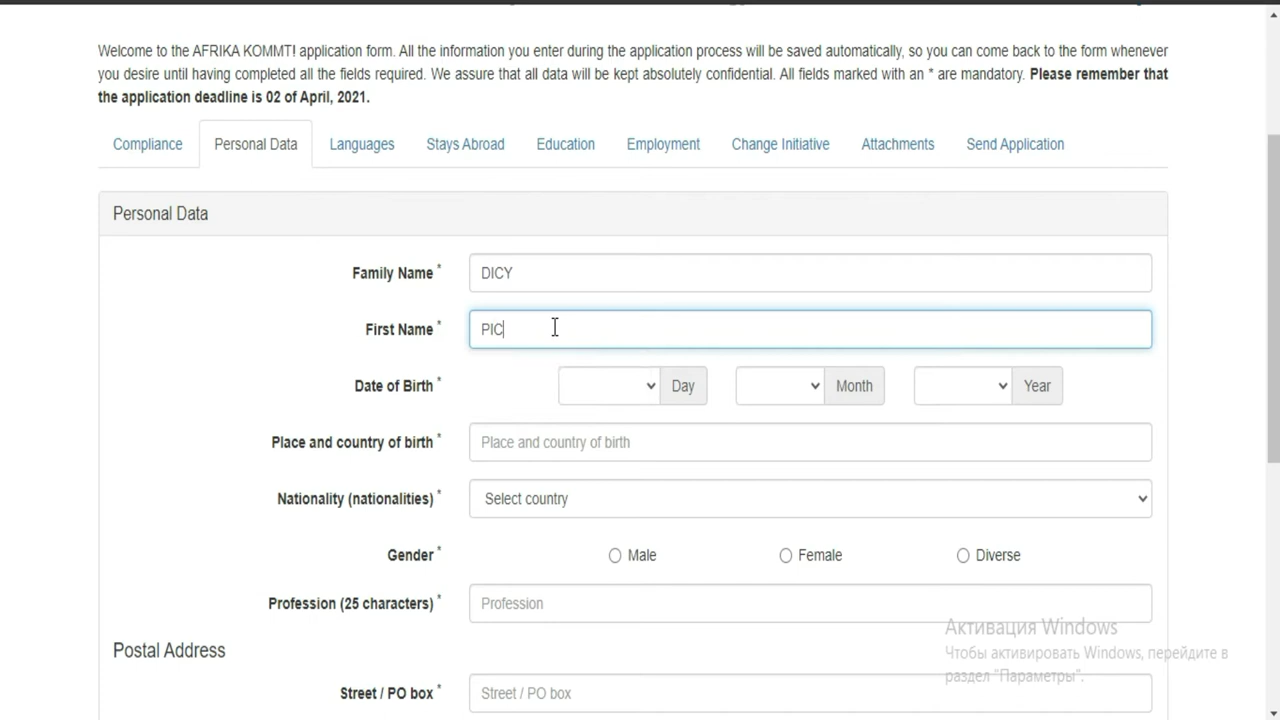 Welcome to the AFRIKA KOMMT! application form. All the information you enter during the application process will be saved automatically, so you can come back to the form whenever
you desire until having completed all the fields required. We assure that all data will be kept absolutely confidential. All fields marked with an * are mandatory. Please remember that
the application deadline is 02 of April, 2021.
Compliance Personal Data Languages Stays Abroad Education Employment Change Initiative Attachments Send Application
Personal Data
Family Name * DICY
First Name * PIC
Date of Birth * Day Month Year
Place and country of birth * Place and country of birth
Nationality (nationalities) * Select country
Gender * Male Female Diverse
Profession (25 characters) * Profession
Активация Windows
Postal Address
Чтобы активировать Windows, перейдите в
раздел "Параметры".
Street / PO box * Street / PO box